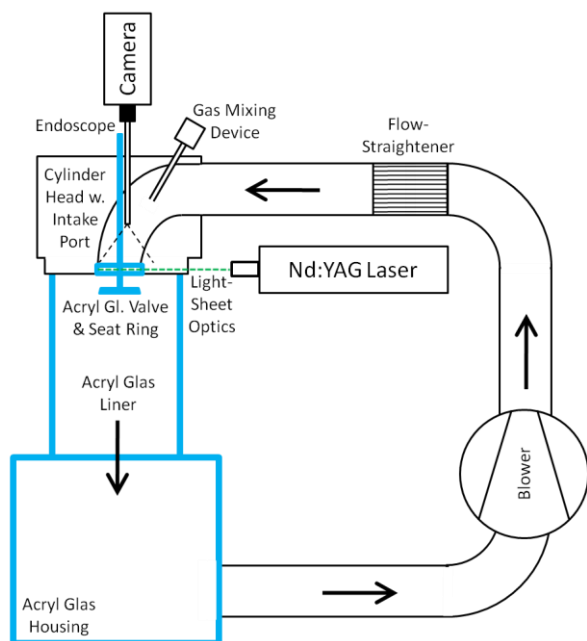 Camera
Endoscope
Gas Mixing
Device
Flow-
Straightener
Cylinder
Head w.
Intake
Port
Nd:YAG Laser
Light-
Sheet
Optics
Acryl Gl. Valve
& Seat Ring
Acryl Glas
Liner
Blower
Acryl Glas
Housing